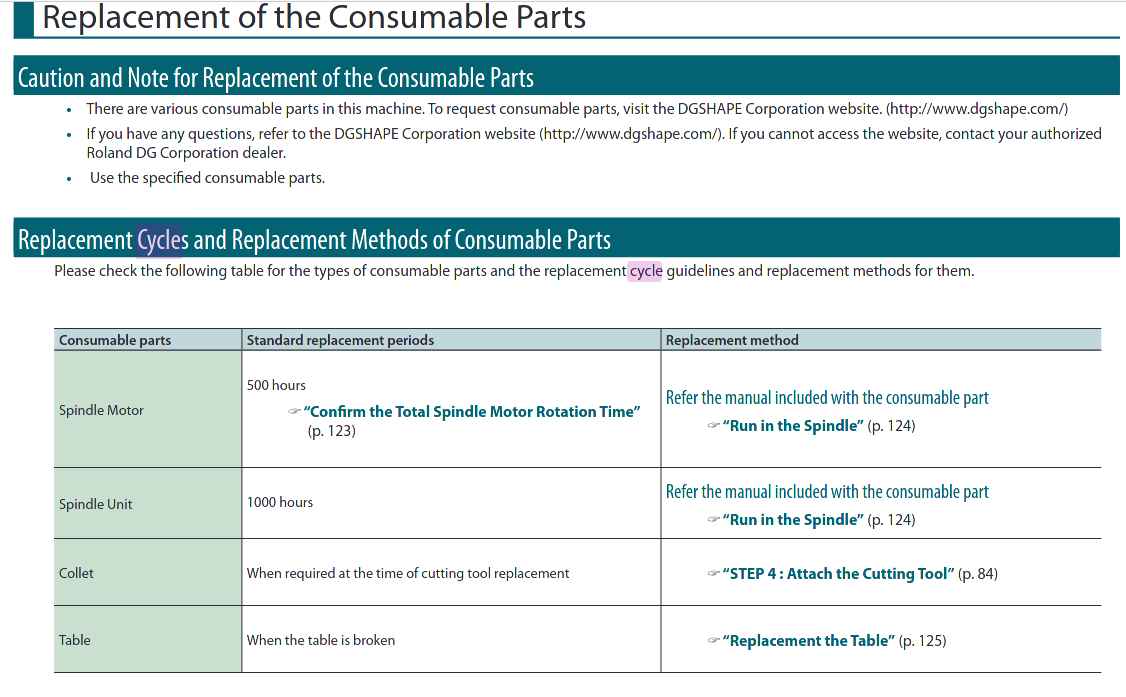 Replacement of the Consumable Parts
Caution and Note for Replacement of the Consumable Parts
• There are various consumable parts in this machine. To request consumable parts, visit the DGSHAPE Corporation website. (http://www.dgshape.com/)
• If you have any questions, refer to the DGSHAPE Corporation website (http://www.dgshape.com/). If you cannot access the website, contact your authorized
Roland DG Corporation dealer.
• Use the specified consumable parts.
Replacement Cycles and Replacement Methods of Consumable Parts
Please check the following table for the types of consumable parts and the replacement cycle guidelines and replacement methods for them.
Consumable parts Standard replacement periods Replacement method
Spindle Motor
500 hours
☞ “Confirm the Total Spindle Motor Rotation Time”
(p. 123)
Refer the manual included with the consumable part
☞ “Run in the Spindle” (p. 124)
Spindle Unit
1000 hours
Refer the manual included with the consumable part
☞ “Run in the Spindle” (p. 124)
Collet
When required at the time of cutting tool replacement
☞ “STEP 4 : Attach the Cutting Tool” (p. 84)
Table
When the table is broken
☞ “Replacement the Table” (p. 125)